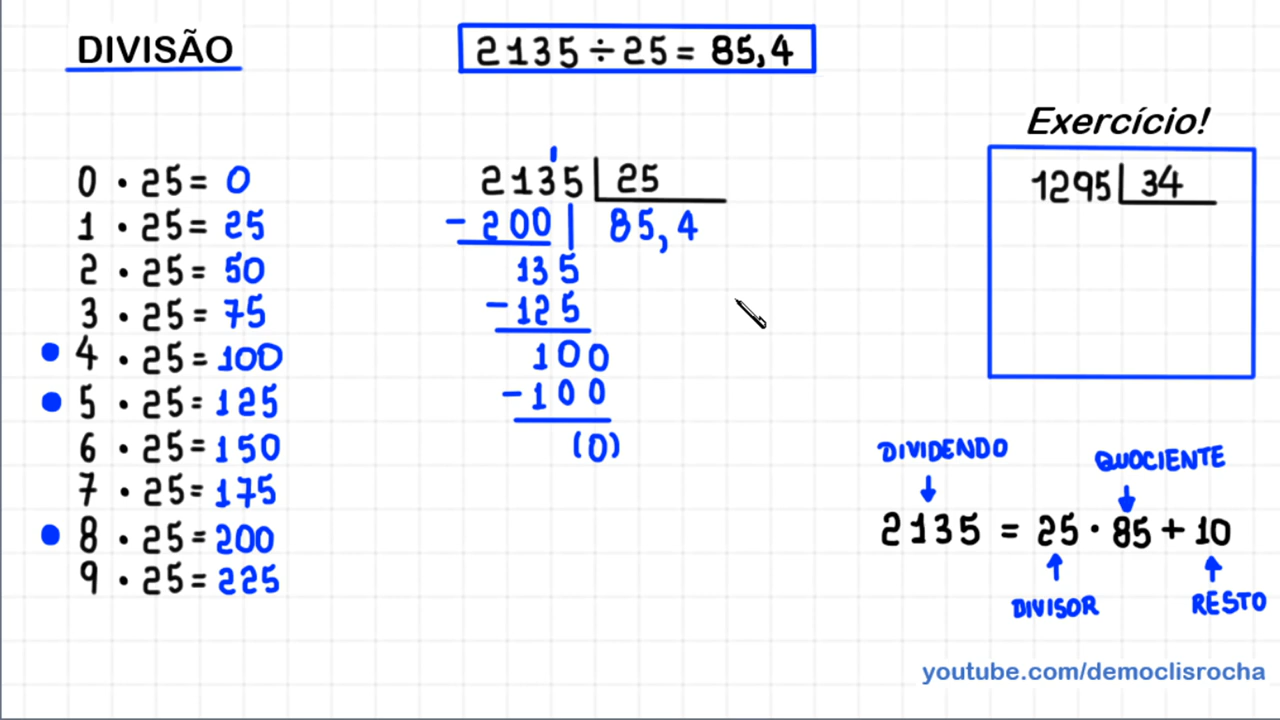 DIVISÃO
2135 ÷ 25 = 85,4
0 · 25 = 0
1 · 25 = 25
2 · 25 = 50
3 · 25 = 75
4 · 25 = 100
5 · 25 = 125
6 · 25 = 150
7 · 25 = 175
8 · 25 = 200
9 · 25 = 225
2135 25
- 200 85,4
135
- 125
100
- 100
(0)
Exercício!
1295 34
DIVIDENDO
QUOCIENTE
2135 = 25 · 85 + 10
DIVISOR
RESTO
youtube.com/democlisrocha